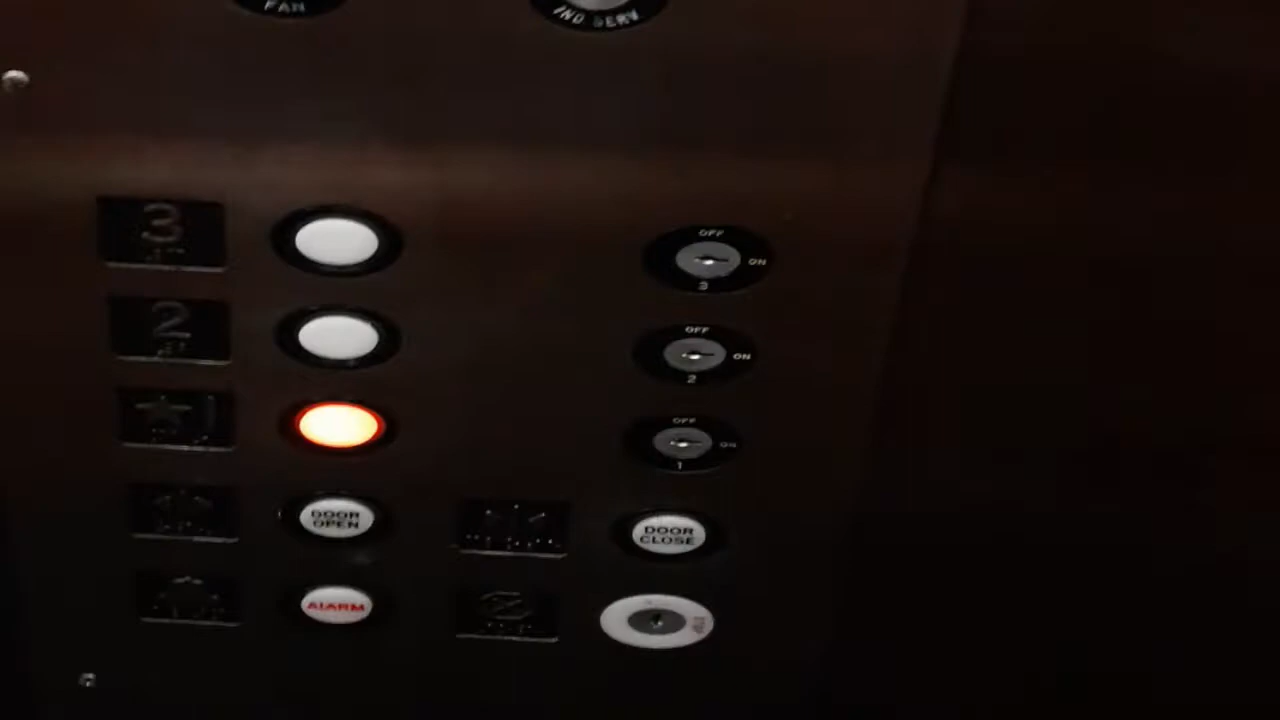 FAN
IND SERV
3
OFF
ON
3
2
OFF
ON
2
★1
OFF
ON
1
DOOR
OPEN
DOOR
CLOSE
ALARM